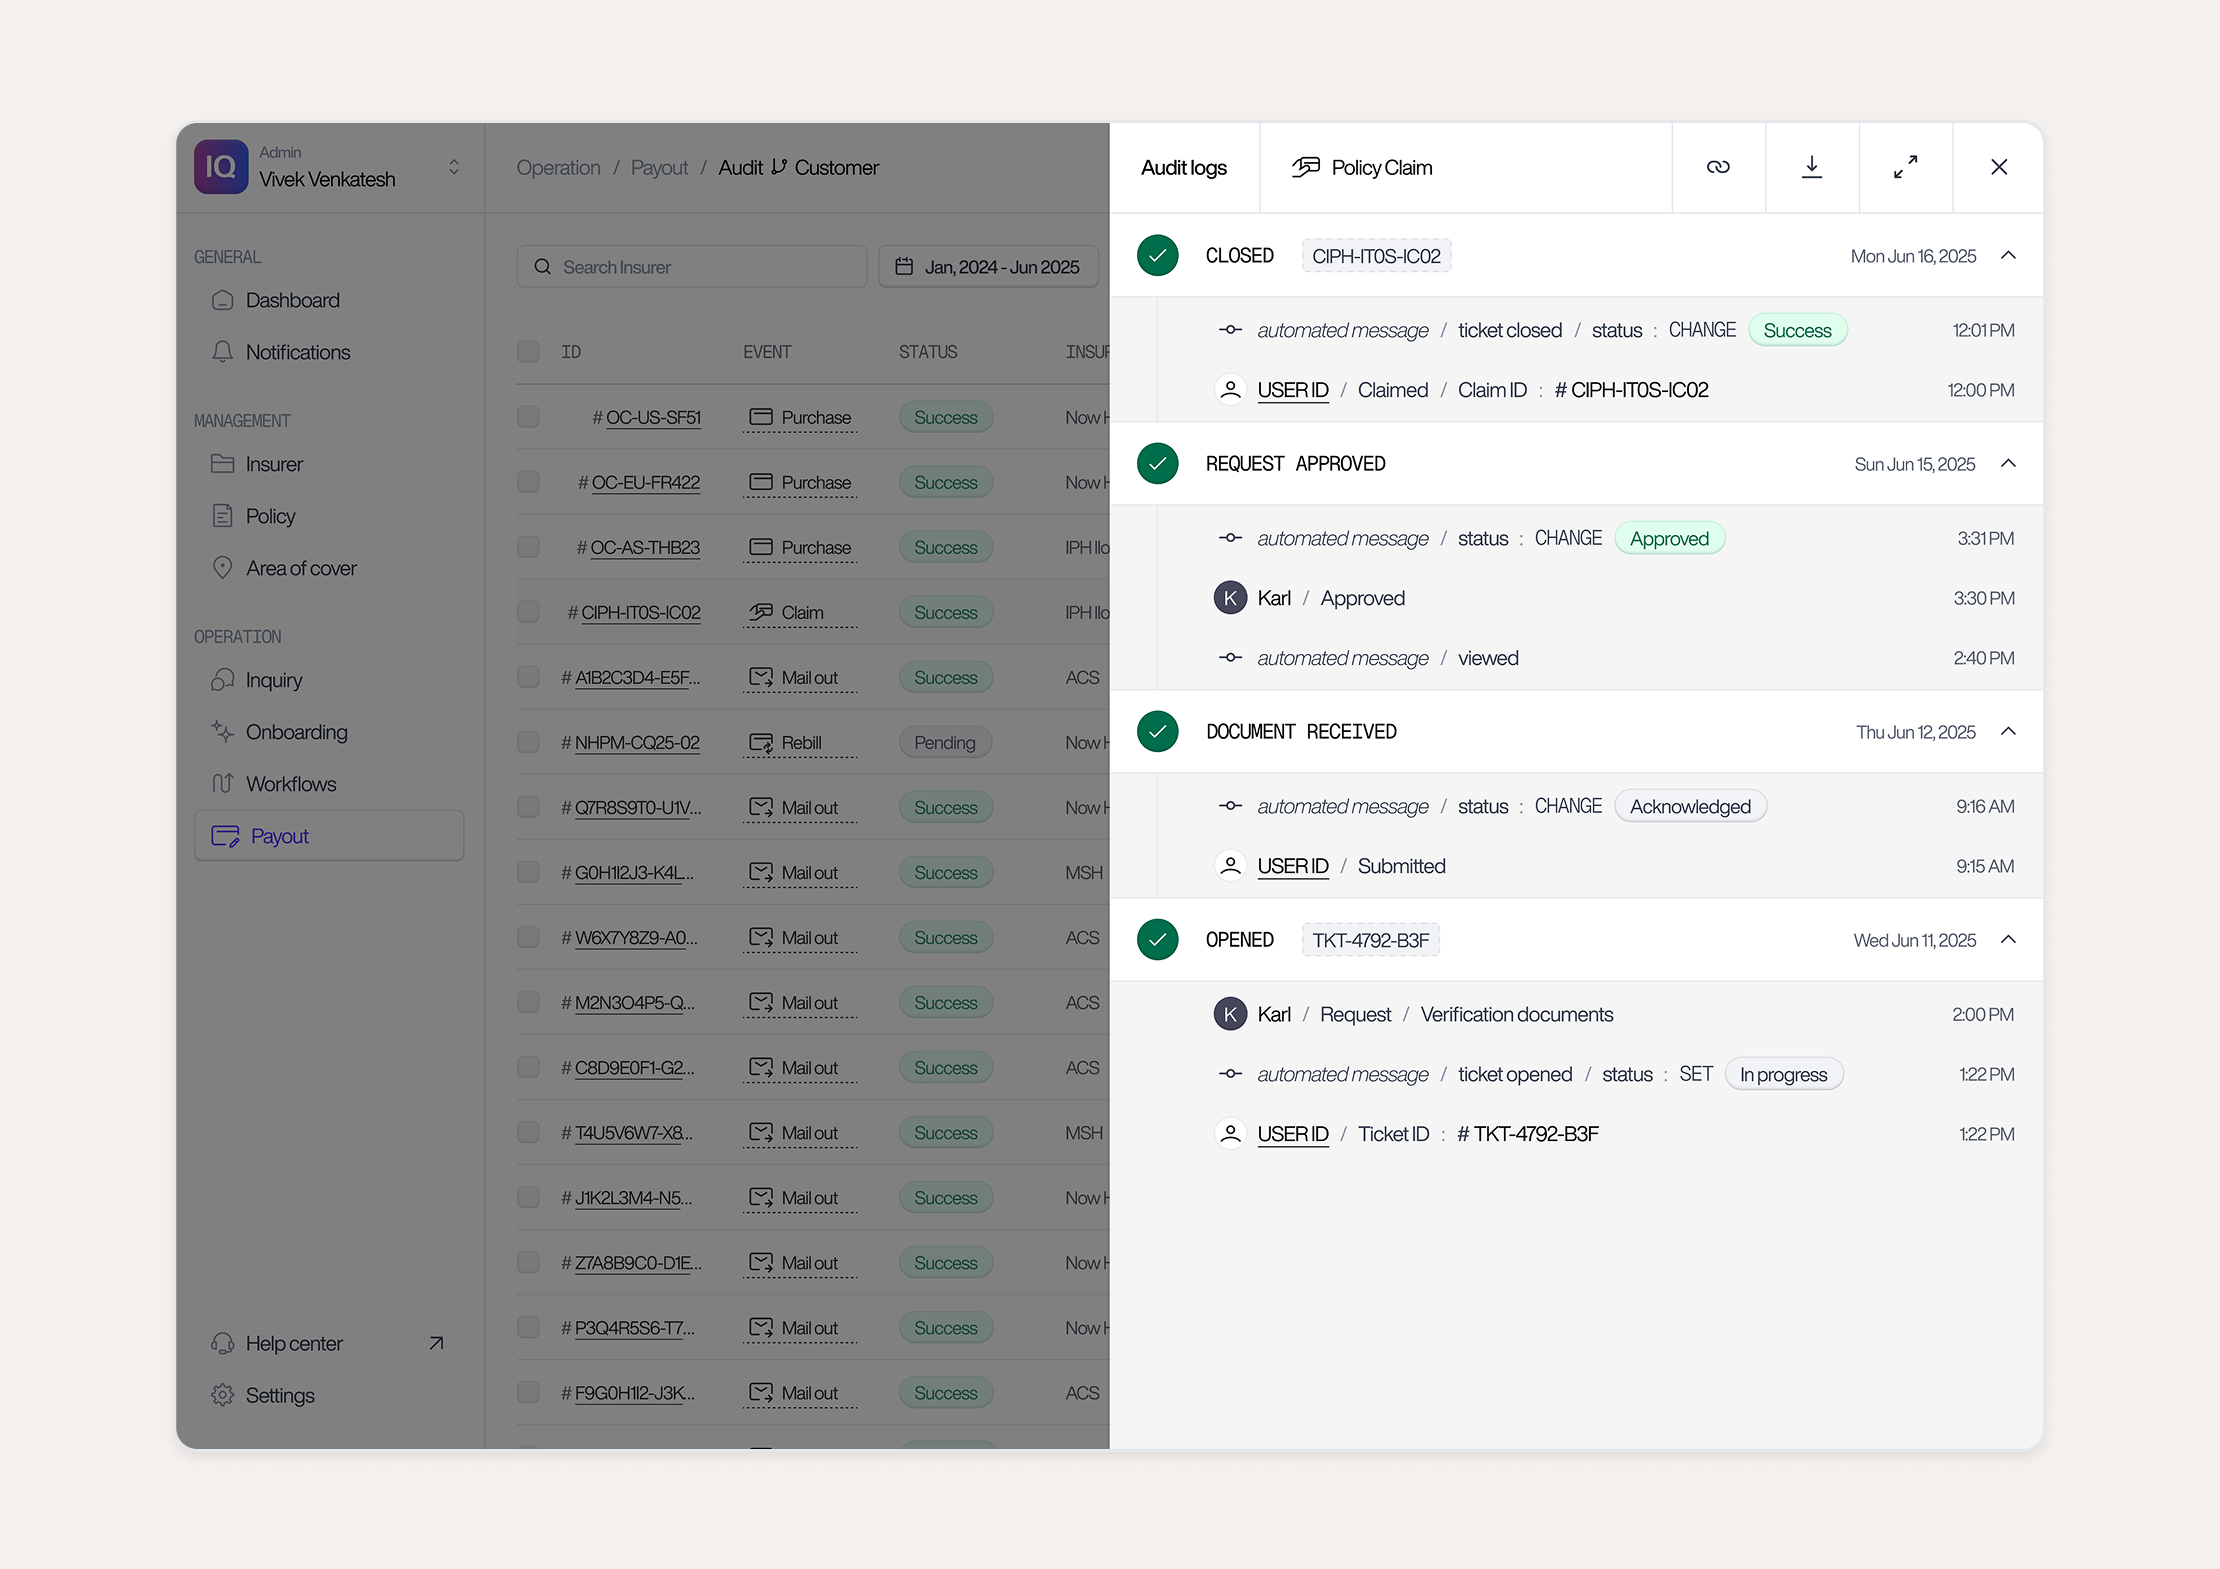 IQ
Admin
Vivek Venkatesh
GENERAL
Dashboard
Notifications
MANAGEMENT
Insurer
Policy
Area of cover
OPERATION
Inquiry
Onboarding
Workflows
Payout
Help center
Settings
Operation / Payout / Audit Customer
Search Insurer
Jan, 2024 - Jun 2025
ID EVENT STATUS INSUR
# OC-US-SF51 Purchase Success Now H
# OC-EU-FR422 Purchase Success Now H
# OC-AS-THB23 Purchase Success IPH Ilo
# CIPH-IT0S-IC02 Claim Success IPH Ilo
# A1B2C3D4-E5F... Mail out Success ACS
# NHPM-CQ25-02 Rebill Pending Now H
# Q7R8S9T0-U1V... Mail out Success Now H
# G0H1I2J3-K4L... Mail out Success MSH
# W6X7Y8Z9-A0... Mail out Success ACS
# M2N3O4P5-Q... Mail out Success ACS
# C8D9E0F1-G2... Mail out Success ACS
# T4U5V6W7-X8... Mail out Success MSH
# J1K2L3M4-N5... Mail out Success Now H
# Z7A8B9C0-D1E... Mail out Success Now H
# P3Q4R5S6-T7... Mail out Success Now H
# F9G0H1I2-J3K... Mail out Success ACS
Audit logs
Policy Claim
CLOSED CIPH-IT0S-IC02 Mon Jun 16, 2025
automated message / ticket closed / status : CHANGE Success 12:01 PM
USER ID / Claimed / Claim ID : # CIPH-IT0S-IC02 12:00 PM
REQUEST APPROVED Sun Jun 15, 2025
automated message / status : CHANGE Approved 3:31 PM
K Karl / Approved 3:30 PM
automated message / viewed 2:40 PM
DOCUMENT RECEIVED Thu Jun 12, 2025
automated message / status : CHANGE Acknowledged 9:16 AM
USER ID / Submitted 9:15 AM
OPENED TKT-4792-B3F Wed Jun 11, 2025
K Karl / Request / Verification documents 2:00 PM
automated message / ticket opened / status : SET In progress 1:22 PM
USER ID / Ticket ID : # TKT-4792-B3F 1:22 PM